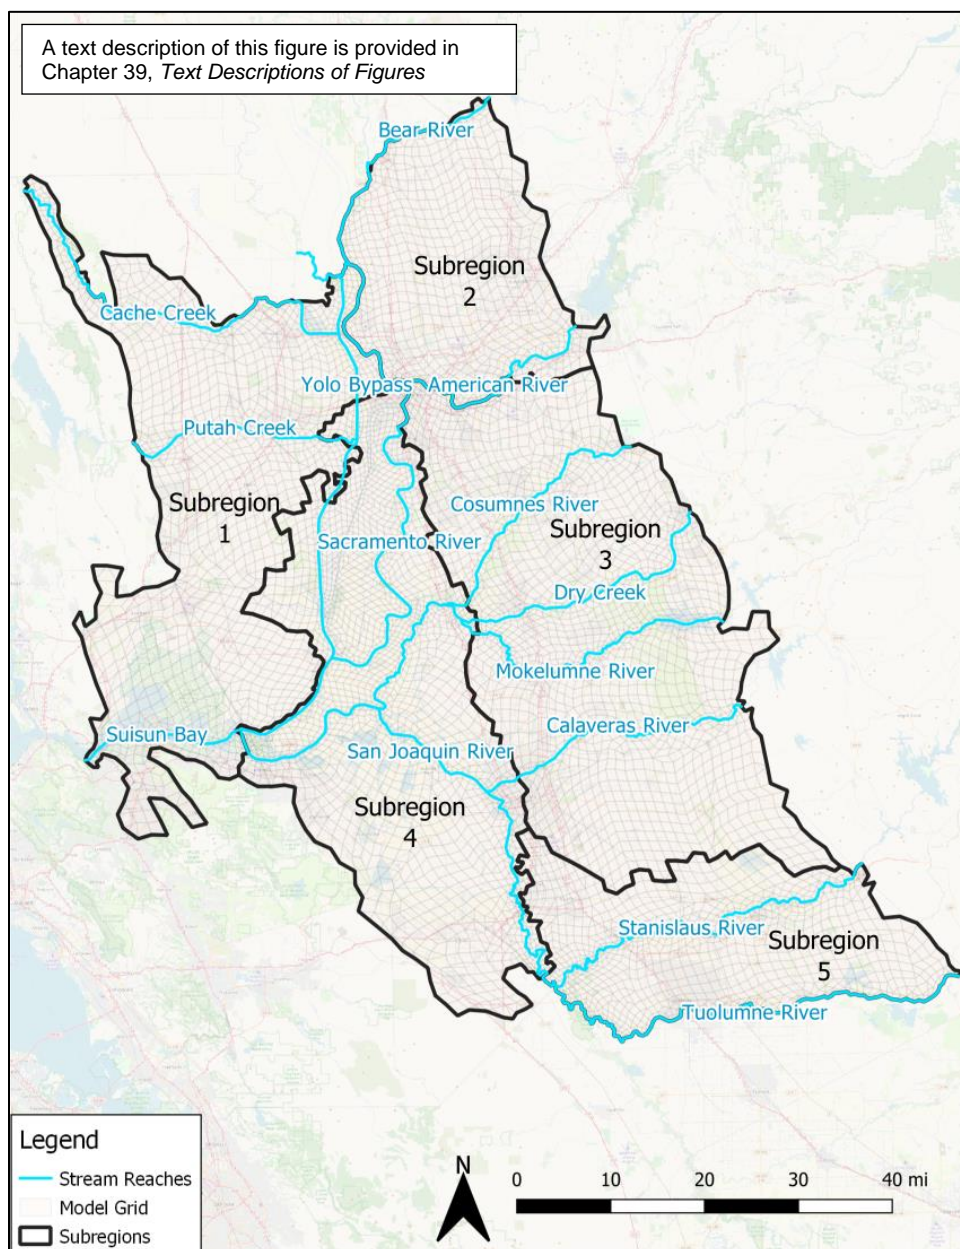 A text description of this figure is provided in
Chapter 39, Text Descriptions of Figures
Bear River
Subregion
2
Cache Creek
Yolo Bypass
American River
Putah Creek
Subregion
1
Cosumnes River
Subregion
3
Sacramento River
Dry Creek
Mokelumne River
Suisun Bay
Calaveras River
San Joaquin River
Subregion
4
Stanislaus River
Subregion
5
Tuolumne River
Legend
Stream Reaches
Model Grid
Subregions
N
0 10 20 30 40 mi